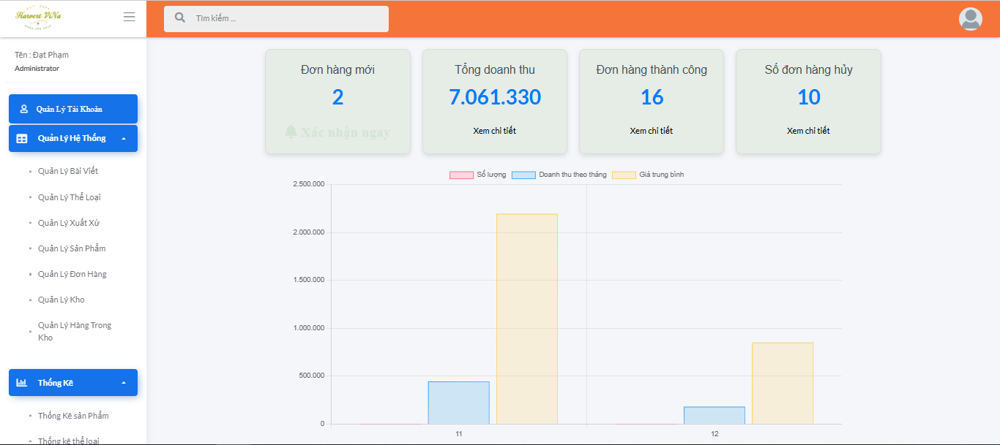 Harvert ViNa
Tìm kiếm ...
Tên : Đạt Phạm
Administrator
Quản Lý Tài Khoản
Quản Lý Hệ Thống
Quản Lý Bài Viết
Quản Lý Thể Loại
Quản Lý Xuất Xứ
Quản Lý Sản Phẩm
Quản Lý Đơn Hàng
Quản Lý Kho
Quản Lý Hàng Trong
Kho
Thống Kê
Thống Kê sản Phẩm
Thống kê thể loại
Đơn hàng mới
2
Xác nhận ngay
Tổng doanh thu
7.061.330
Xem chi tiết
Đơn hàng thành công
16
Xem chi tiết
Số đơn hàng hủy
10
Xem chi tiết
Số lượng Doanh thu theo tháng Giá trung bình
2.500.000
2.000.000
1.500.000
1.000.000
500.000
0
11 12